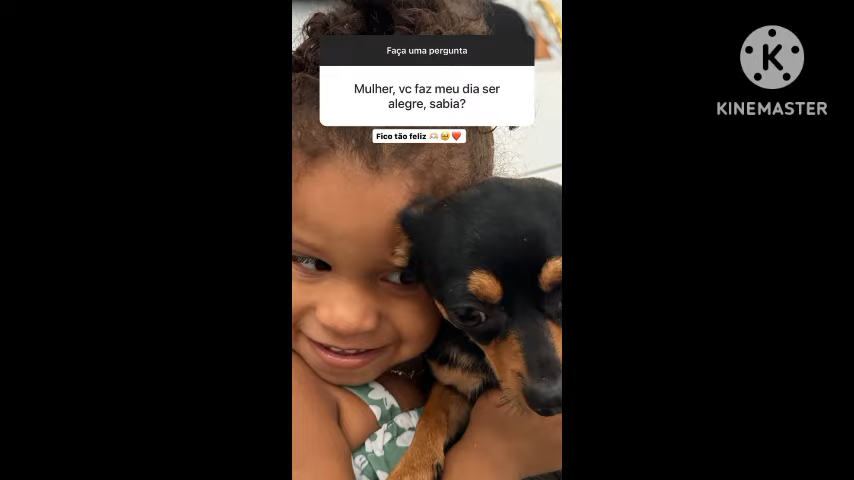 Faça uma pergunta
Mulher, vc faz meu dia ser
alegre, sabia?
Fico tão feliz 🫶🏻🥹❤️
K
KINEMASTER